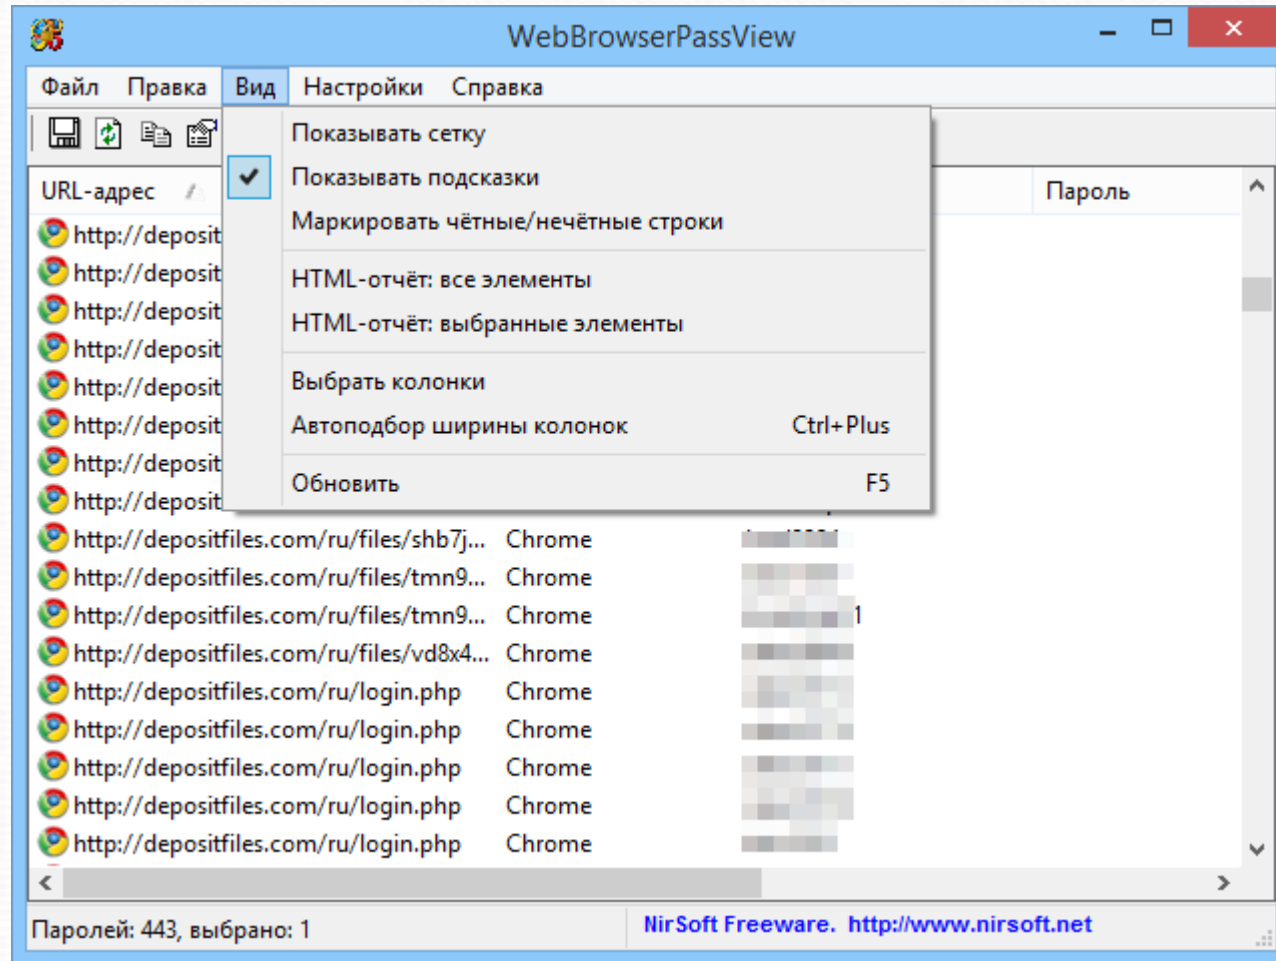 WebBrowserPassView
Файл Правка Вид Настройки Справка
Показывать сетку
Показывать подсказки
Маркировать чётные/нечётные строки
HTML-отчёт: все элементы
HTML-отчёт: выбранные элементы
Выбрать колонки
Автоподбор ширины колонок Ctrl+Plus
Обновить F5
URL-адрес Пароль
http://deposit
http://deposit
http://deposit
http://deposit
http://deposit
http://deposit
http://deposit
http://deposit
http://depositfiles.com/ru/files/shb7j... Chrome
http://depositfiles.com/ru/files/tmn9... Chrome
http://depositfiles.com/ru/files/tmn9... Chrome 1
http://depositfiles.com/ru/files/vd8x4... Chrome
http://depositfiles.com/ru/login.php Chrome
http://depositfiles.com/ru/login.php Chrome
http://depositfiles.com/ru/login.php Chrome
http://depositfiles.com/ru/login.php Chrome
http://depositfiles.com/ru/login.php Chrome
Паролей: 443, выбрано: 1 NirSoft Freeware. http://www.nirsoft.net